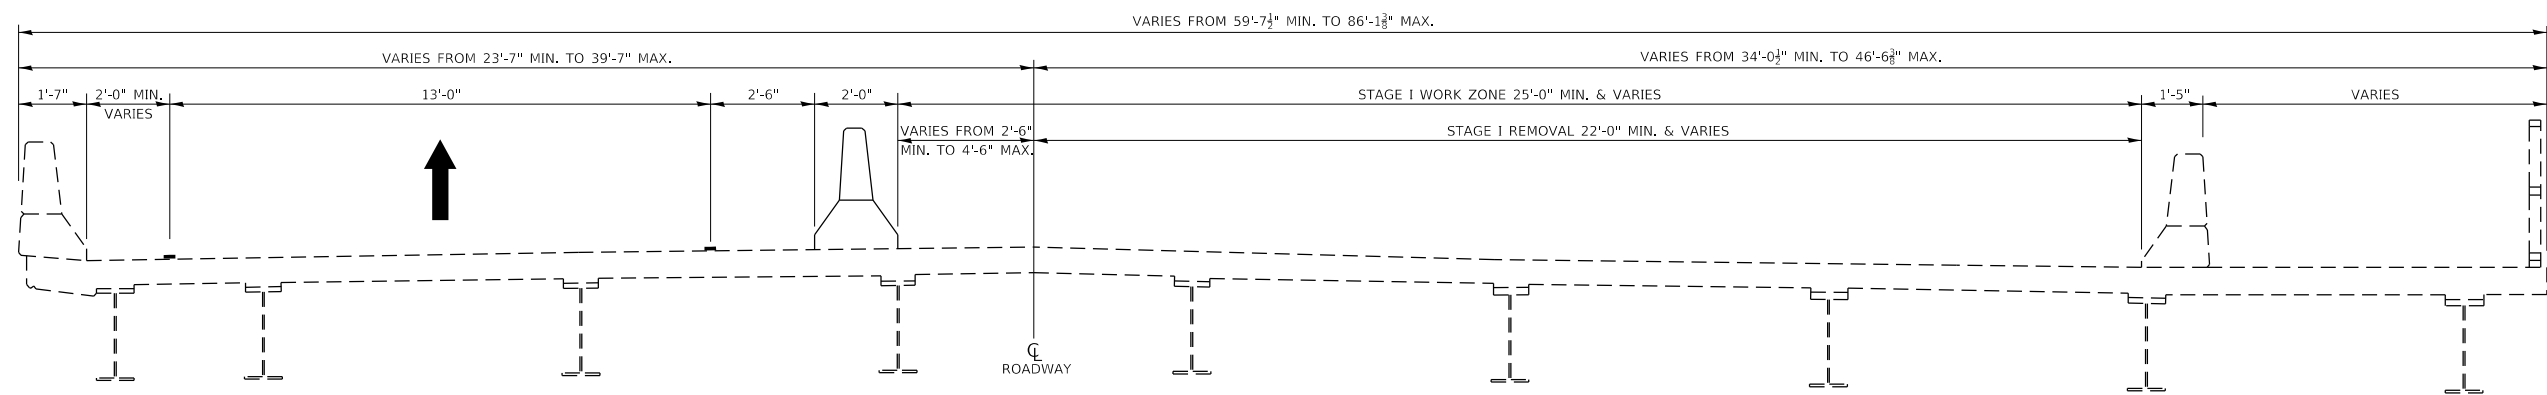 VARIES FROM 59'-7½" MIN. TO 86'-1⅜" MAX.
VARIES FROM 23'-7" MIN. TO 39'-7" MAX.
VARIES FROM 34'-0½" MIN. TO 46'-6⅜" MAX.
1'-7"
2'-0" MIN.
VARIES
13'-0"
2'-6"
2'-0"
STAGE I WORK ZONE 25'-0" MIN. & VARIES
1'-5"
VARIES
VARIES FROM 2'-6"
MIN. TO 4'-6" MAX.
STAGE I REMOVAL 22'-0" MIN. & VARIES
℄
ROADWAY